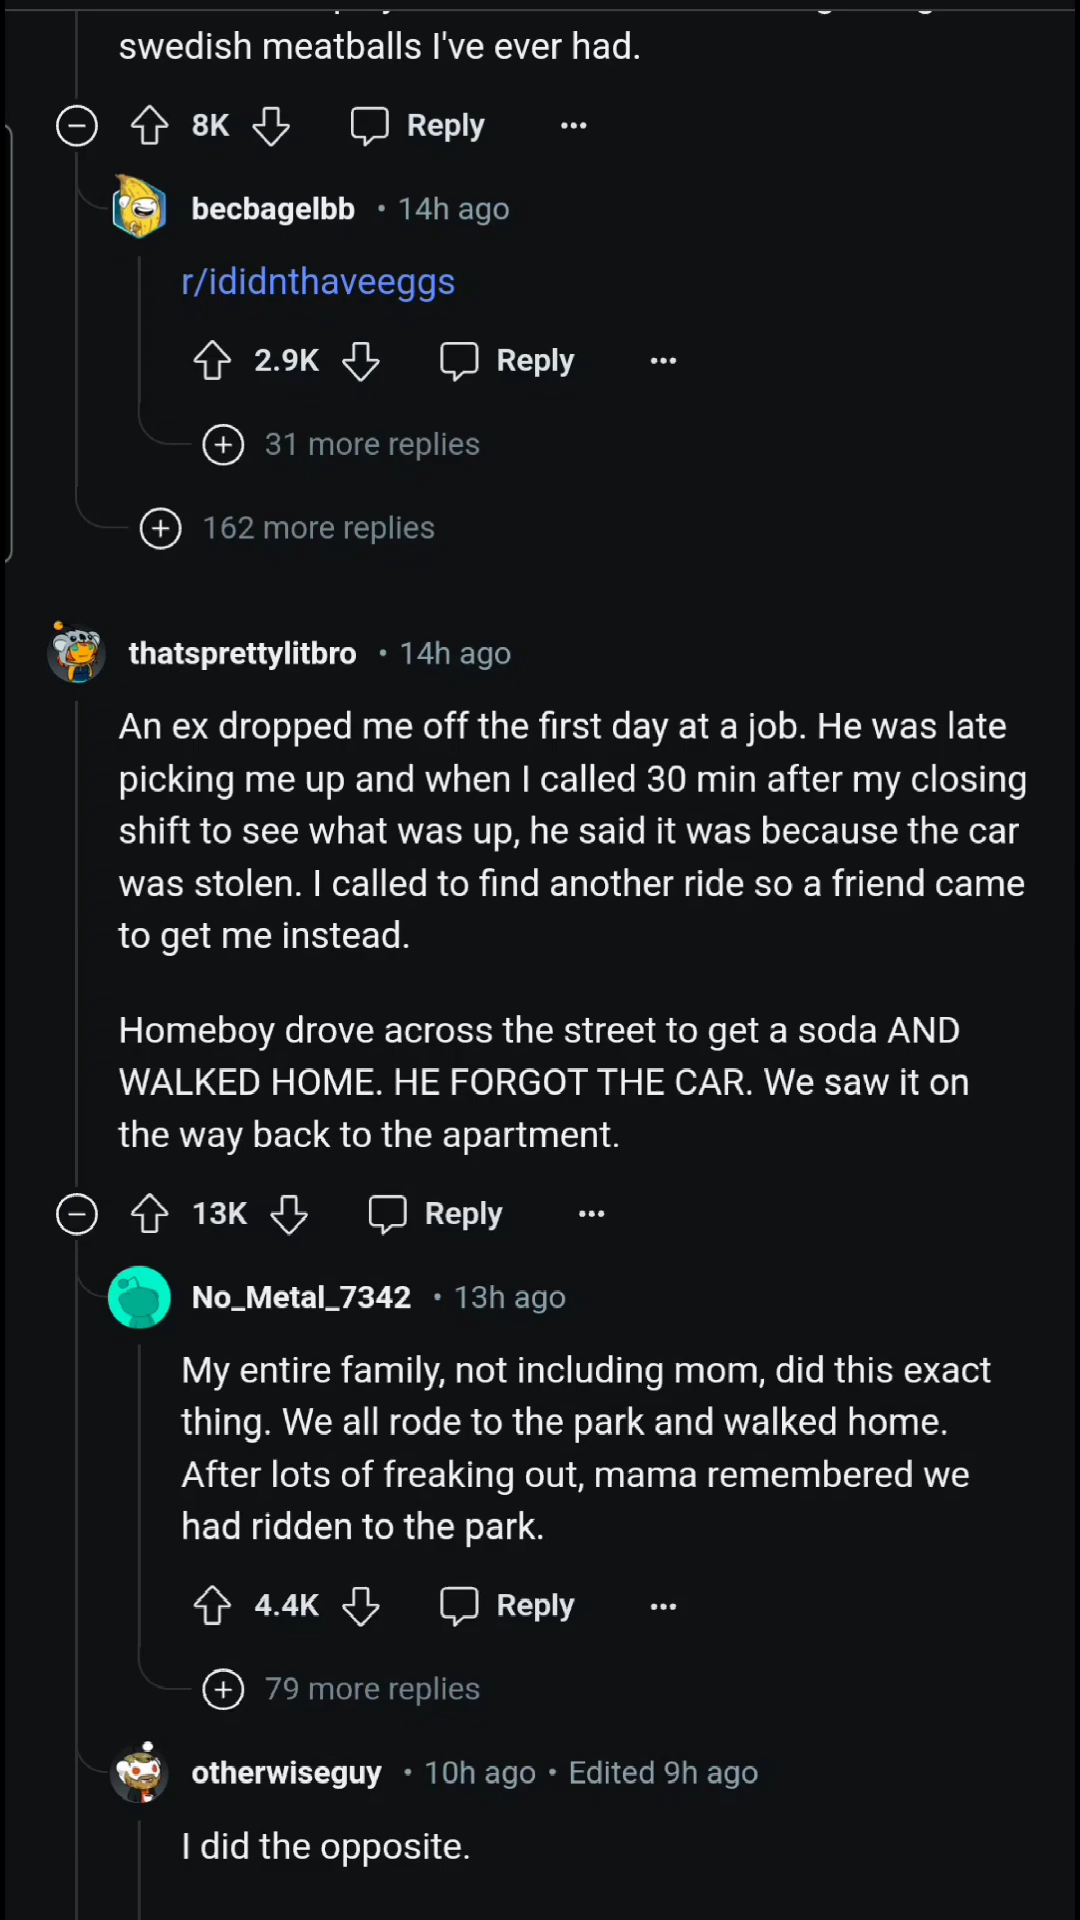 swedish meatballs I've ever had.
8K Reply
becbagelbb • 14h ago
r/ididnthaveeggs
2.9K Reply
31 more replies
162 more replies
thatsprettylitbro • 14h ago
An ex dropped me off the first day at a job. He was late
picking me up and when I called 30 min after my closing
shift to see what was up, he said it was because the car
was stolen. I called to find another ride so a friend came
to get me instead.
Homeboy drove across the street to get a soda AND
WALKED HOME. HE FORGOT THE CAR. We saw it on
the way back to the apartment.
13K Reply
No_Metal_7342 • 13h ago
My entire family, not including mom, did this exact
thing. We all rode to the park and walked home.
After lots of freaking out, mama remembered we
had ridden to the park.
4.4K Reply
79 more replies
otherwiseguy • 10h ago • Edited 9h ago
I did the opposite.